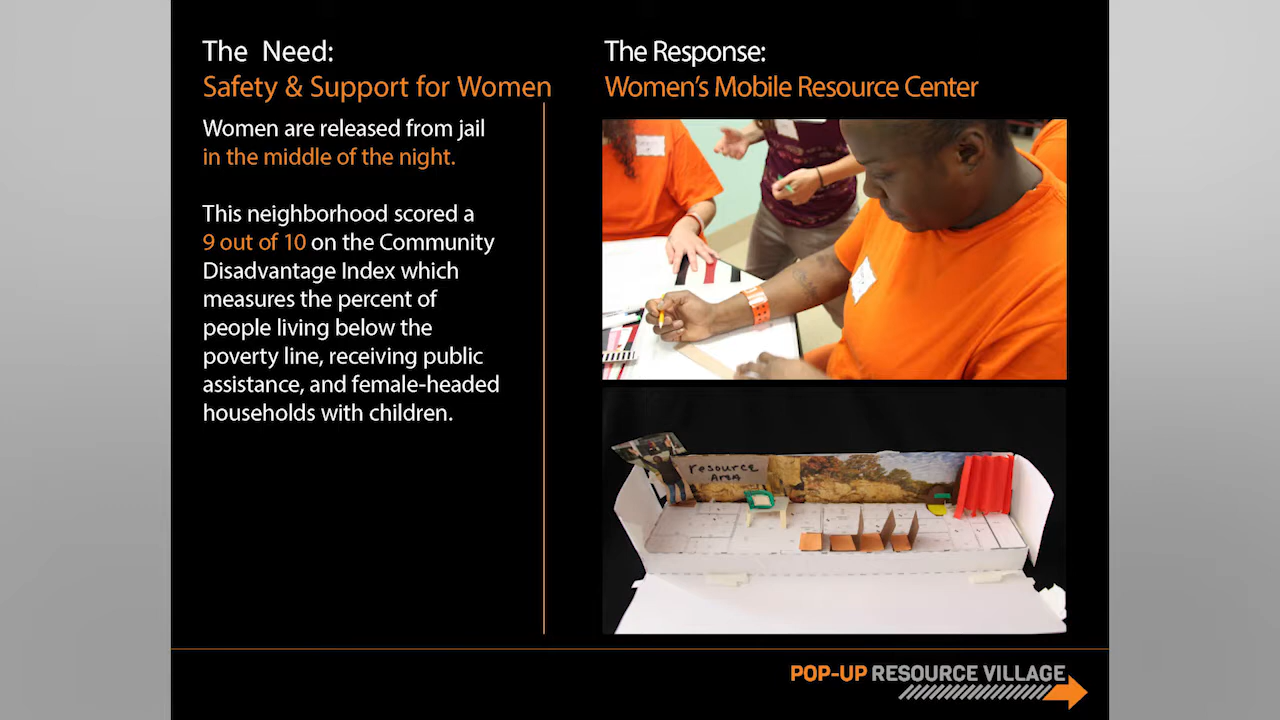 The Need:
Safety & Support for Women
Women are released from jail
in the middle of the night.
This neighborhood scored a
9 out of 10 on the Community
Disadvantage Index which
measures the percent of
people living below the
poverty line, receiving public
assistance, and female-headed
households with children.
The Response:
Women's Mobile Resource Center
resource
AreA
POP-UP RESOURCE VILLAGE